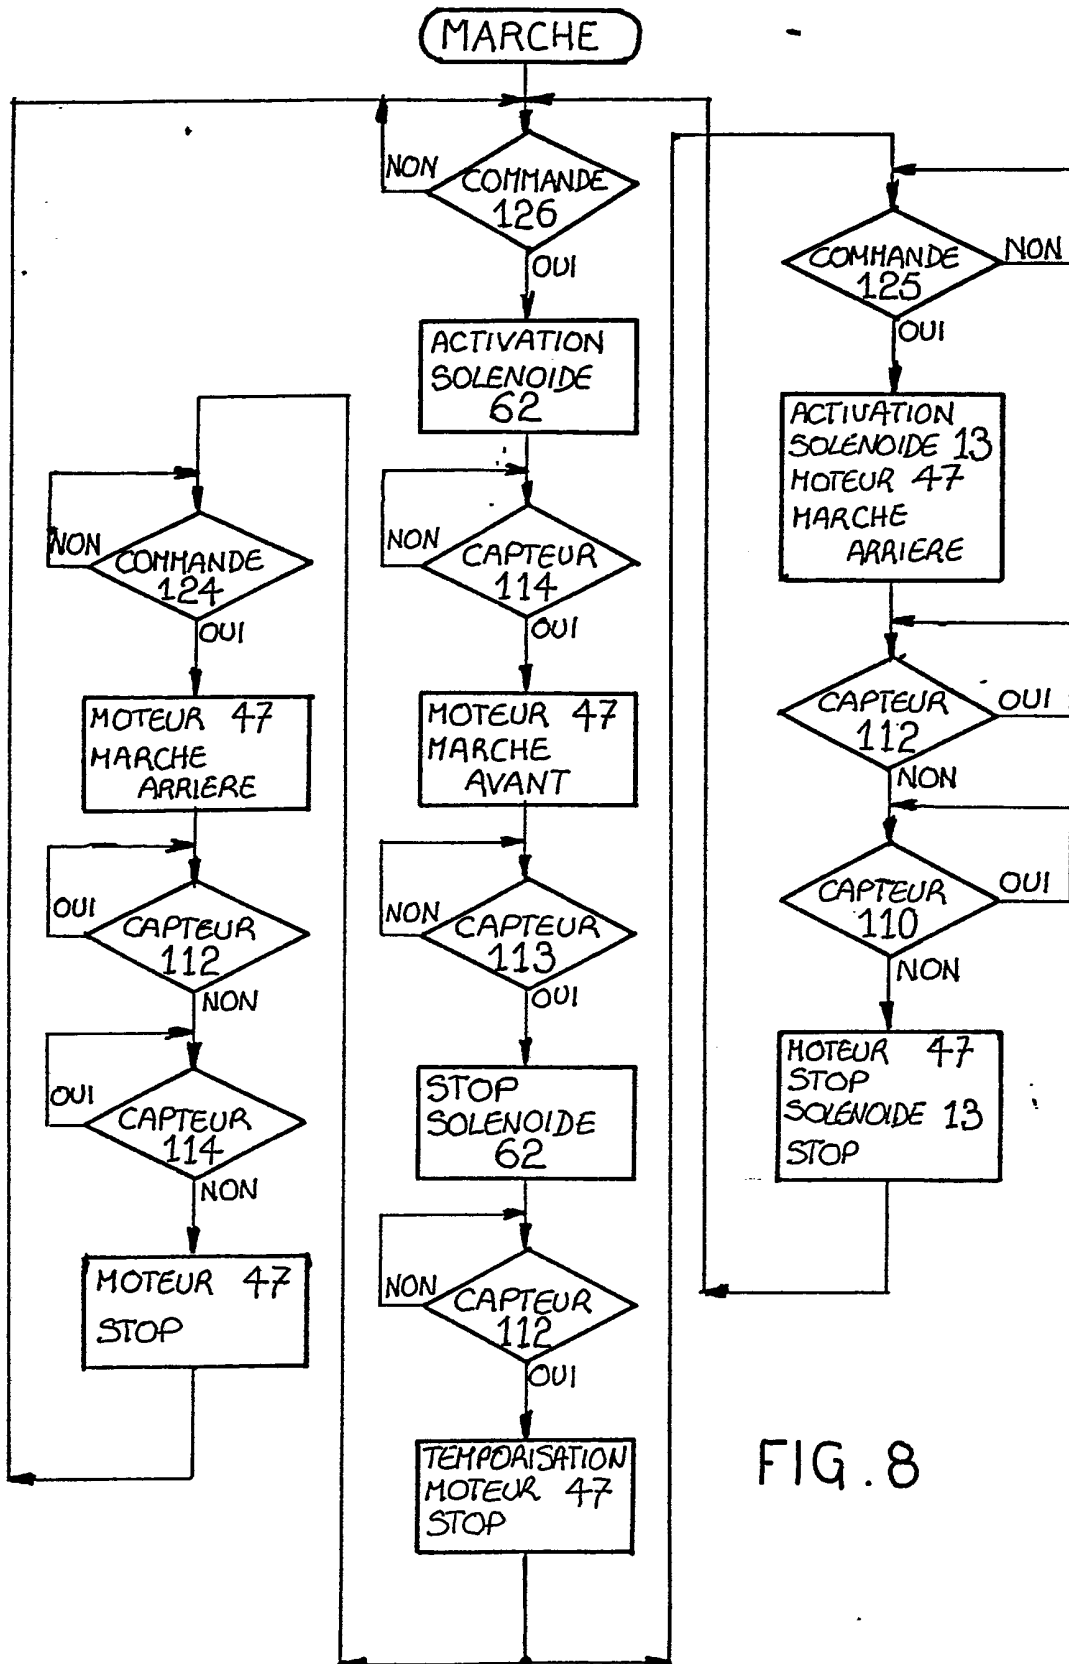 MARCHE
NON
COMMANDE
126
OUI
ACTIVATION
SOLENOIDE
62
NON
CAPTEUR
114
OUI
MOTEUR 47
MARCHE
AVANT
NON
CAPTEUR
113
OUI
STOP
SOLENOIDE
62
NON
CAPTEUR
112
OUI
TEMPORISATION
MOTEUR 47
STOP
NON
COMMANDE
124
OUI
MOTEUR 47
MARCHE
ARRIERE
OUI
CAPTEUR
112
NON
OUI
CAPTEUR
114
NON
MOTEUR 47
STOP
COMMANDE
125
NON
OUI
ACTIVATION
SOLENOIDE 13
MOTEUR 47
MARCHE
ARRIERE
CAPTEUR
112
OUI
NON
CAPTEUR
110
OUI
NON
MOTEUR 47
STOP
SOLENOIDE 13
STOP
FIG. 8